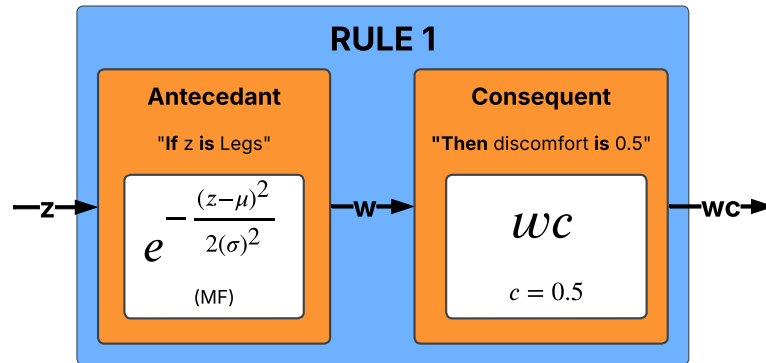 RULE 1
Antecedant
"If z is Legs"
z
e^{-\frac{(z-\mu)^2}{2(\sigma)^2}}
(MF)
w
Consequent
"Then discomfort is 0.5"
wc
c = 0.5
wc